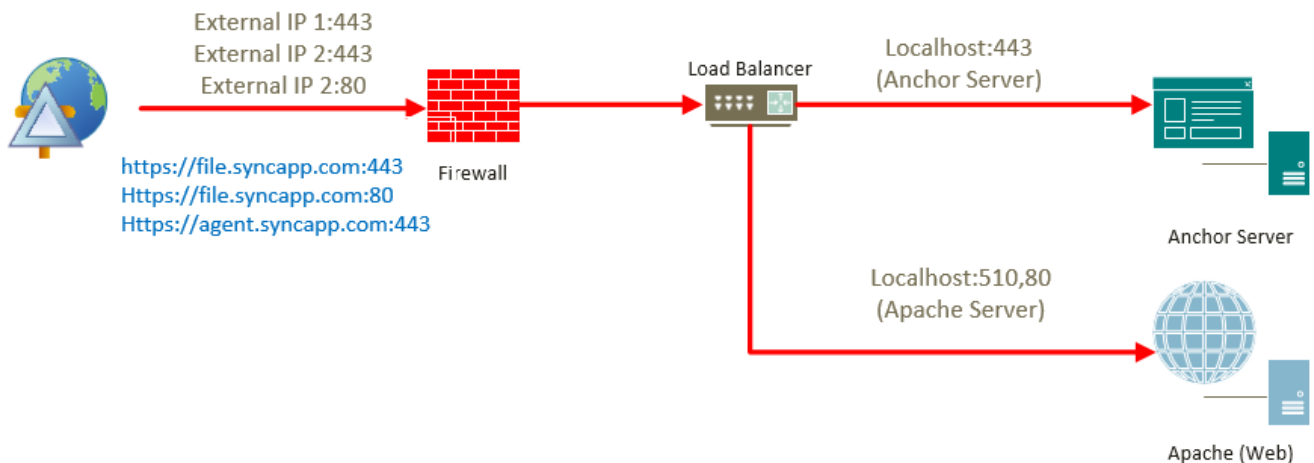 External IP 1:443
External IP 2:443
External IP 2:80
https://file.syncapp.com:443
Https://file.syncapp.com:80
Https://agent.syncapp.com:443
Firewall
Load Balancer
Localhost:443
(Anchor Server)
Anchor Server
Localhost:510,80
(Apache Server)
Apache (Web)